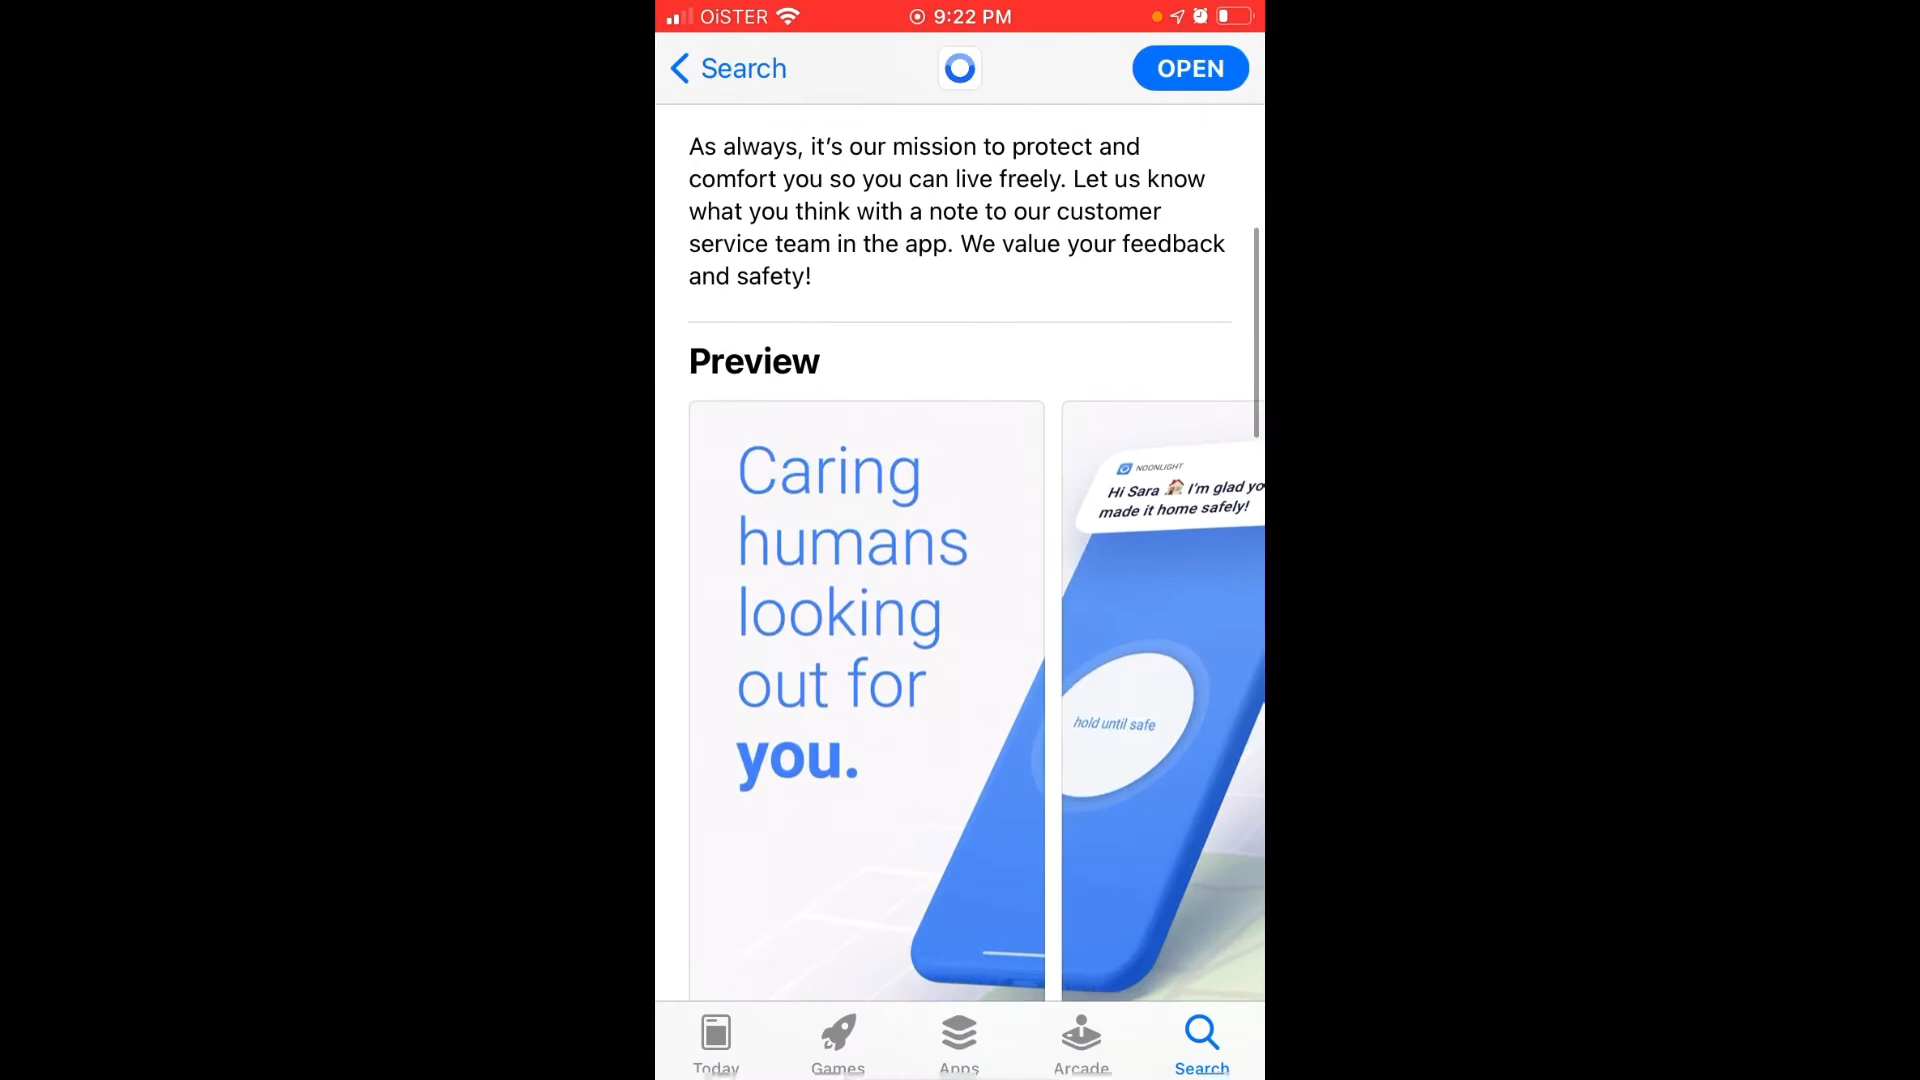 OiSTER 9:22 PM
Search OPEN
As always, it’s our mission to protect and
comfort you so you can live freely. Let us know
what you think with a note to our customer
service team in the app. We value your feedback
and safety!
Preview
Caring
humans
looking
out for
you.
NOONLIGHT
Hi Sara 🏠 I'm glad yo
made it home safely!
hold until safe
Today Games Apps Arcade Search